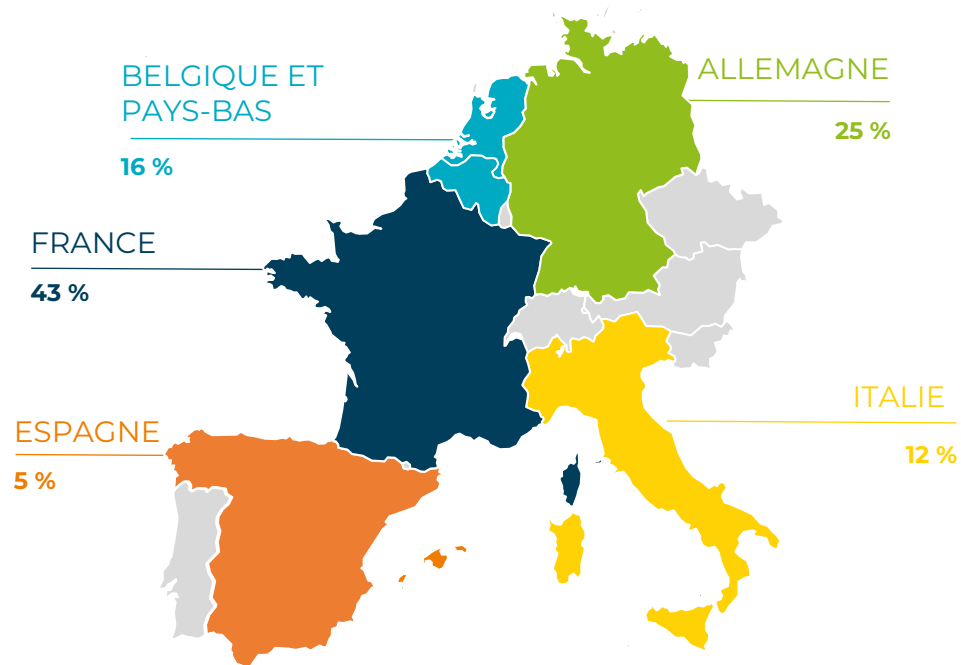 BELGIQUE ET
PAYS-BAS
16 %
ALLEMAGNE
25 %
FRANCE
43 %
ITALIE
12 %
ESPAGNE
5 %